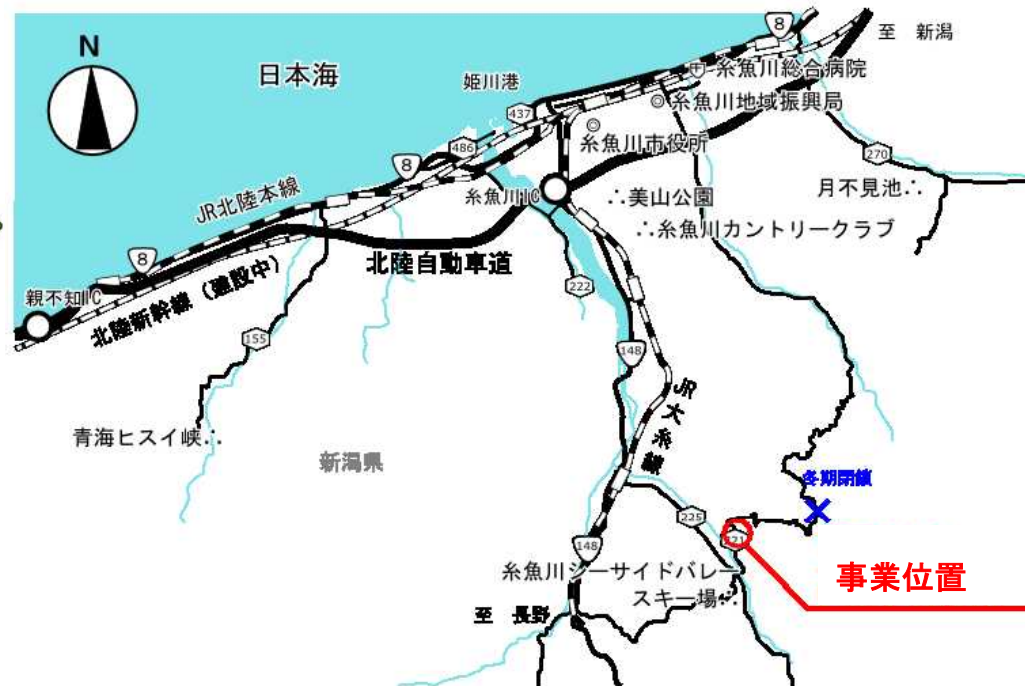 N
日本海
8
至 新潟
糸魚川総合病院
姫川港
437
糸魚川地域振興局
486
糸魚川市役所
8
270
JR北陸本線
糸魚川IC
美山公園
月不見池
糸魚川カントリークラブ
8
北陸自動車道
親不知IC
北陸新幹線(建設中)
222
155
148
JR大糸線
青海ヒスイ峡
新潟県
冬期閉鎖
225
221
148
糸魚川シーサイドバレー
スキー場
事業位置
至 長野